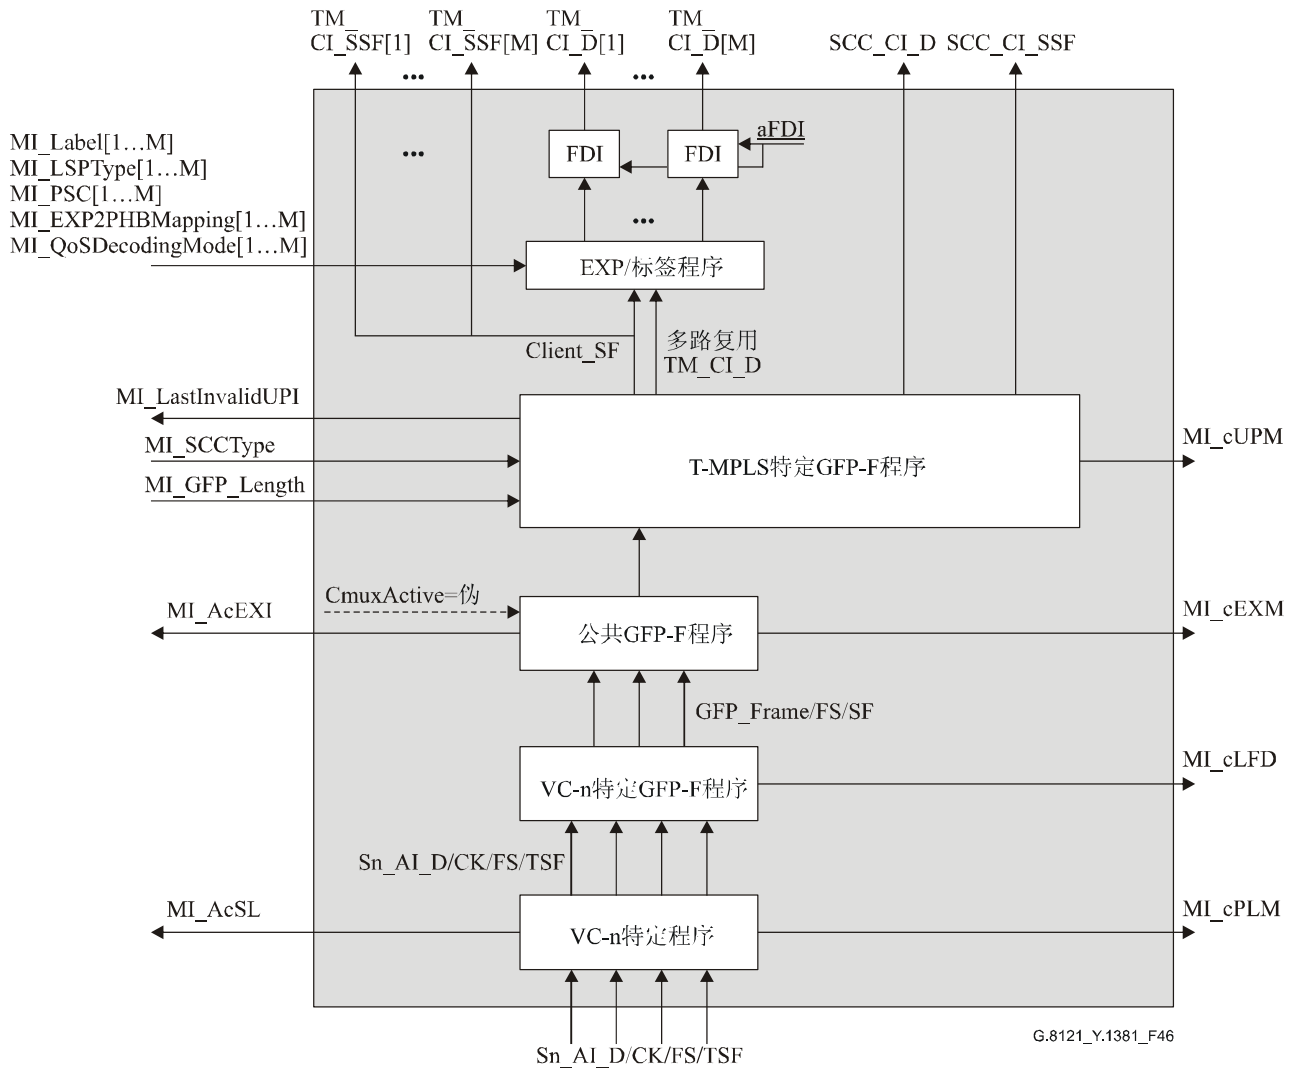 TM_
CI_SSF[1]
TM_
CI_SSF[M]
TM_
CI_D[1]
TM_
CI_D[M]
SCC_CI_D
SCC_CI_SSF
...
...
MI_Label[1…M]
MI_LSPType[1…M]
MI_PSC[1…M]
MI_EXP2PHBMapping[1…M]
MI_QoSDecodingMode[1…M]
...
...
FDI
FDI
aFDI
...
EXP/标签程序
Client_SF
多路复用
TM_CI_D
MI_LastInvalidUPI
MI_SCCType
MI_GFP_Length
T-MPLS特定GFP-F程序
MI_cUPM
CmuxActive=伪
MI_AcEXI
公共GFP-F程序
MI_cEXM
GFP_Frame/FS/SF
VC-n特定GFP-F程序
MI_cLFD
Sn_AI_D/CK/FS/TSF
MI_AcSL
VC-n特定程序
MI_cPLM
Sn_AI_D/CK/FS/TSF
G.8121_Y.1381_F46